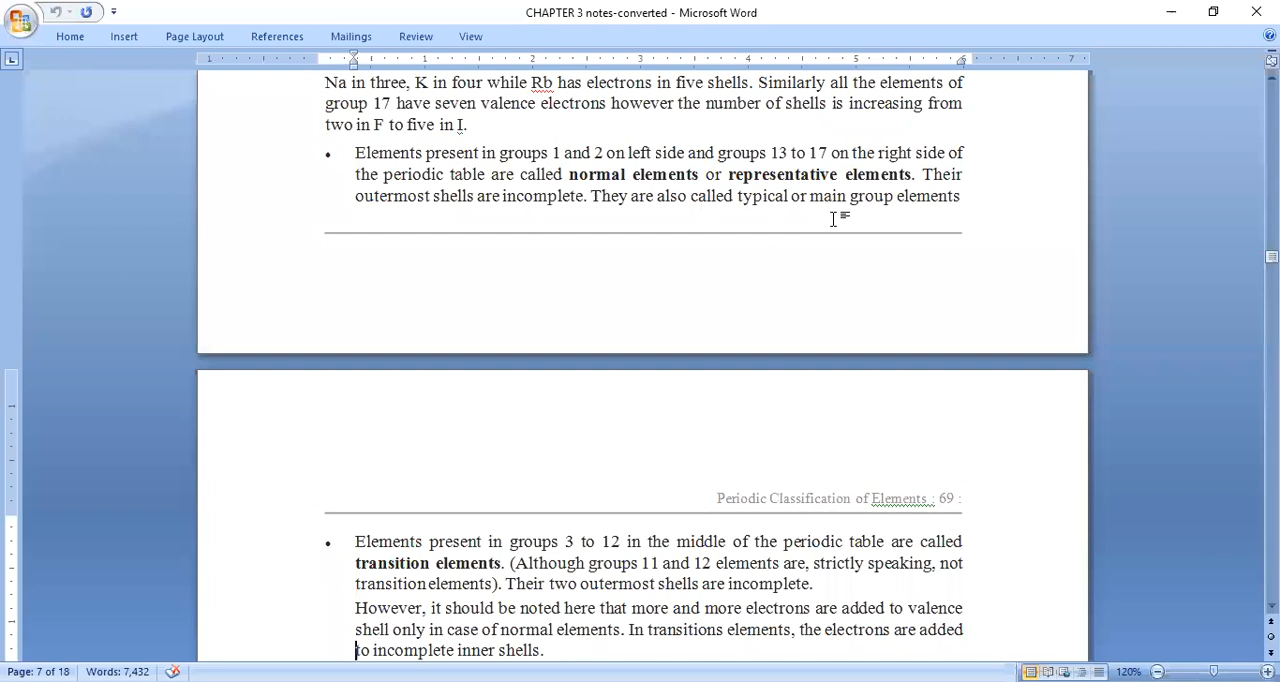 CHAPTER 3 notes-converted - Microsoft Word
Home Insert Page Layout References Mailings Review View
1 1 2 3 4 5 6 7
Na in three, K in four while Rb has electrons in five shells. Similarly all the elements of
group 17 have seven valence electrons however the number of shells is increasing from
two in F to five in I.
• Elements present in groups 1 and 2 on left side and groups 13 to 17 on the right side of
the periodic table are called normal elements or representative elements. Their
outermost shells are incomplete. They are also called typical or main group elements
Periodic Classification of Elements : 69 :
• Elements present in groups 3 to 12 in the middle of the periodic table are called
transition elements. (Although groups 11 and 12 elements are, strictly speaking, not
transition elements). Their two outermost shells are incomplete.
However, it should be noted here that more and more electrons are added to valence
shell only in case of normal elements. In transitions elements, the electrons are added
to incomplete inner shells.
Page: 7 of 18 Words: 7,432 120%